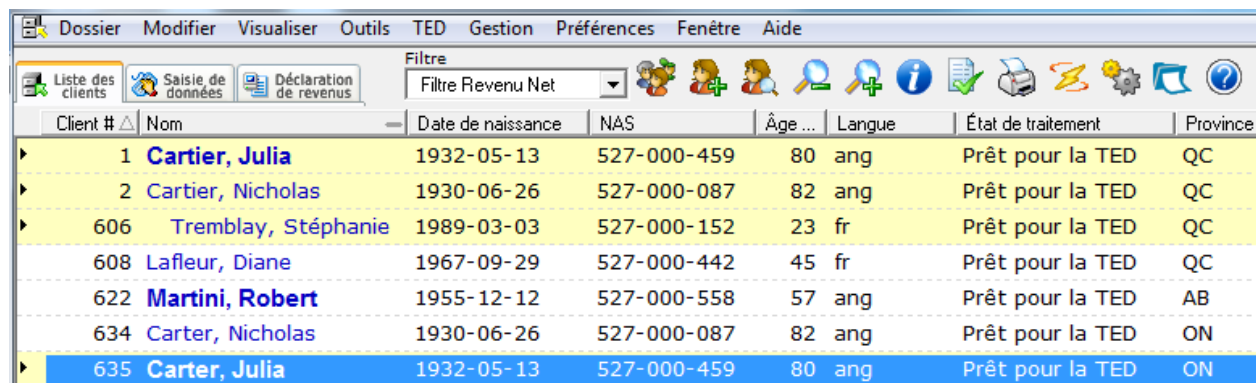 Dossier Modifier Visualiser Outils TED Gestion Préférences Fenêtre Aide
Filtre
Liste des clients Saisie de données Déclaration de revenus Filtre Revenu Net
Client # Nom Date de naissance NAS Âge ... Langue État de traitement Province
1 Cartier, Julia 1932-05-13 527-000-459 80 ang Prêt pour la TED QC
2 Cartier, Nicholas 1930-06-26 527-000-087 82 ang Prêt pour la TED QC
606 Tremblay, Stéphanie 1989-03-03 527-000-152 23 fr Prêt pour la TED QC
608 Lafleur, Diane 1967-09-29 527-000-442 45 fr Prêt pour la TED QC
622 Martini, Robert 1955-12-12 527-000-558 57 ang Prêt pour la TED AB
634 Carter, Nicholas 1930-06-26 527-000-087 82 ang Prêt pour la TED ON
635 Carter, Julia 1932-05-13 527-000-459 80 ang Prêt pour la TED ON